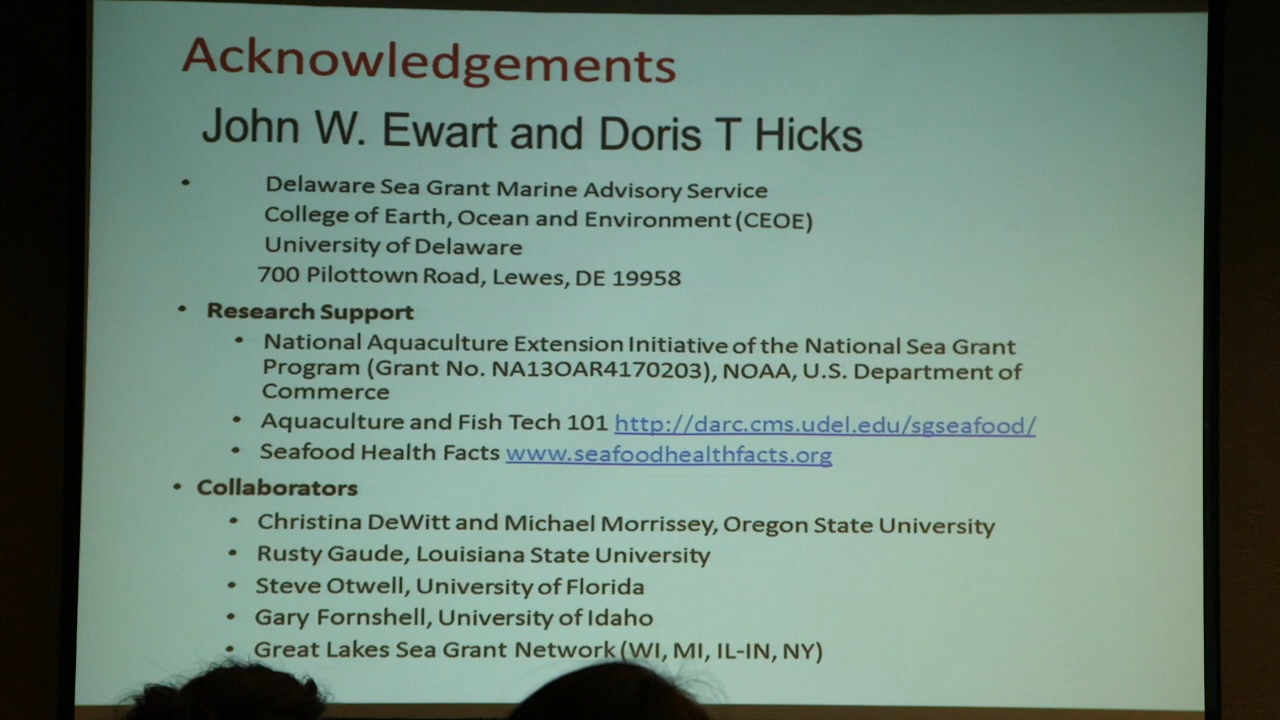 Acknowledgements
John W. Ewart and Doris T Hicks
• Delaware Sea Grant Marine Advisory Service
College of Earth, Ocean and Environment (CEOE)
University of Delaware
700 Pilottown Road, Lewes, DE 19958
• Research Support
• National Aquaculture Extension Initiative of the National Sea Grant
Program (Grant No. NA13OAR4170203), NOAA, U.S. Department of
Commerce
• Aquaculture and Fish Tech 101 http://darc.cms.udel.edu/sgseafood/
• Seafood Health Facts www.seafoodhealthfacts.org
• Collaborators
• Christina DeWitt and Michael Morrissey, Oregon State University
• Rusty Gaude, Louisiana State University
• Steve Otwell, University of Florida
• Gary Fornshell, University of Idaho
• Great Lakes Sea Grant Network (WI, MI, IL-IN, NY)